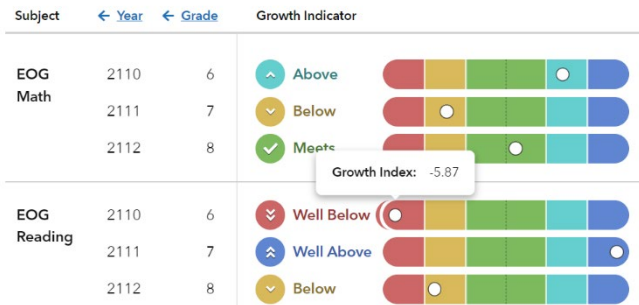 Subject ← Year ← Grade Growth Indicator
EOG Math 2110 6 Above
2111 7 Below
2112 8 Meets
Growth Index: -5.87
EOG Reading 2110 6 Well Below
2111 7 Well Above
2112 8 Below